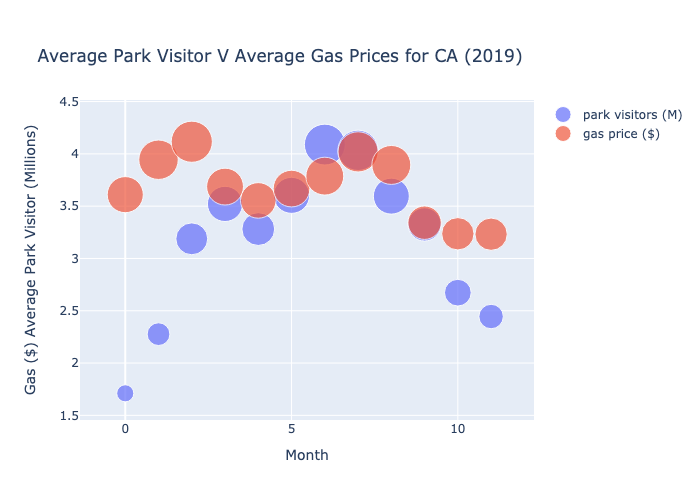 Average Park Visitor V Average Gas Prices for CA (2019)
park visitors (M)
gas price ($)
Gas ($) Average Park Visitor (Millions)
4.5
4
3.5
3
2.5
2
1.5
0
5
10
Month